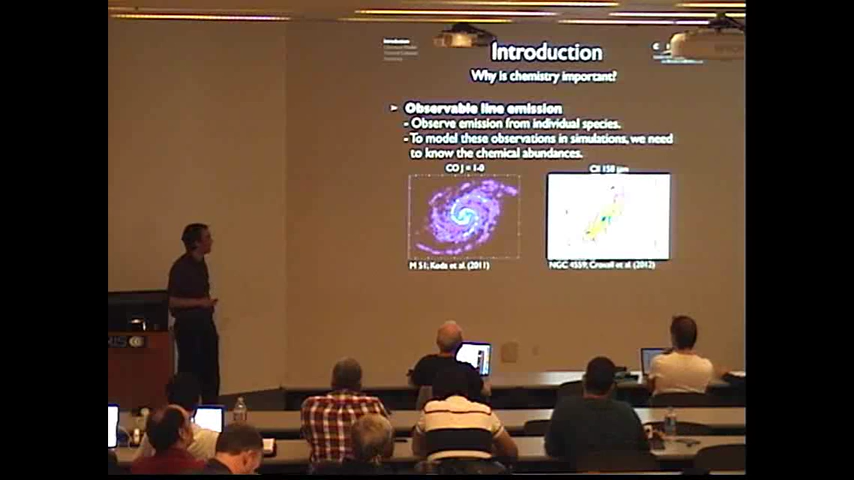 Introduction
Introduction
Why is chemistry important?
➤ Observable line emission
- Observe emission from individual species.
- To model these observations in simulations, we need
to know the chemical abundances.
CO J = 1-0
CII 158 μm
M 51; Koda et al. (2011)
NGC 4559; Croxall et al. (2012)